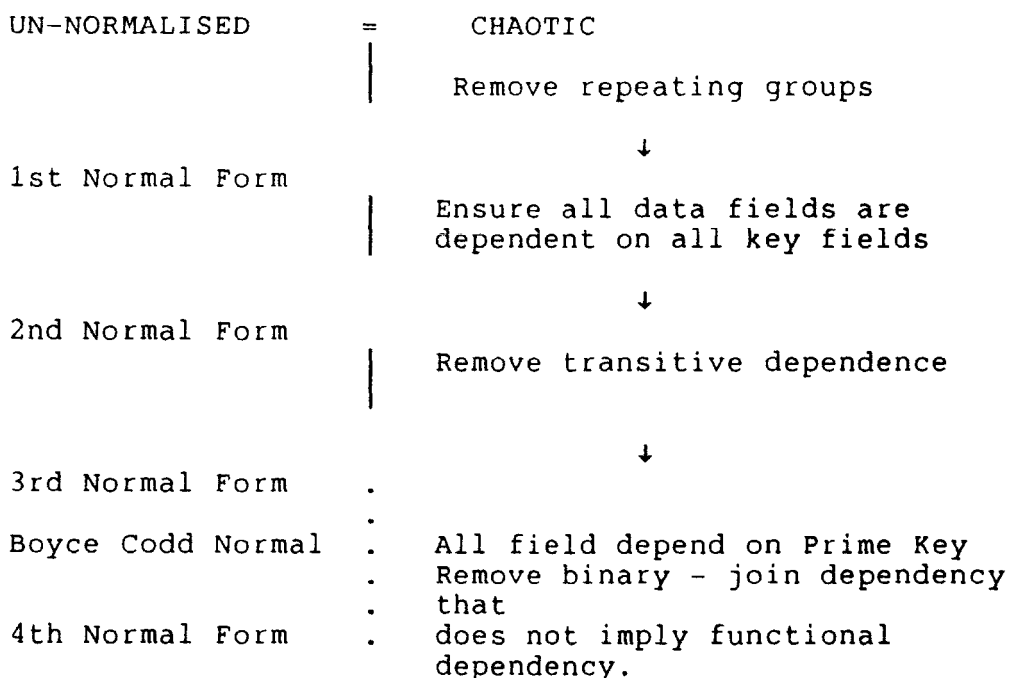 UN-NORMALISED = CHAOTIC
Remove repeating groups
↓
1st Normal Form
Ensure all data fields are
dependent on all key fields
↓
2nd Normal Form
Remove transitive dependence
↓
3rd Normal Form .
.
Boyce Codd Normal . All field depend on Prime Key
. Remove binary - join dependency
. that
4th Normal Form . does not imply functional
dependency.